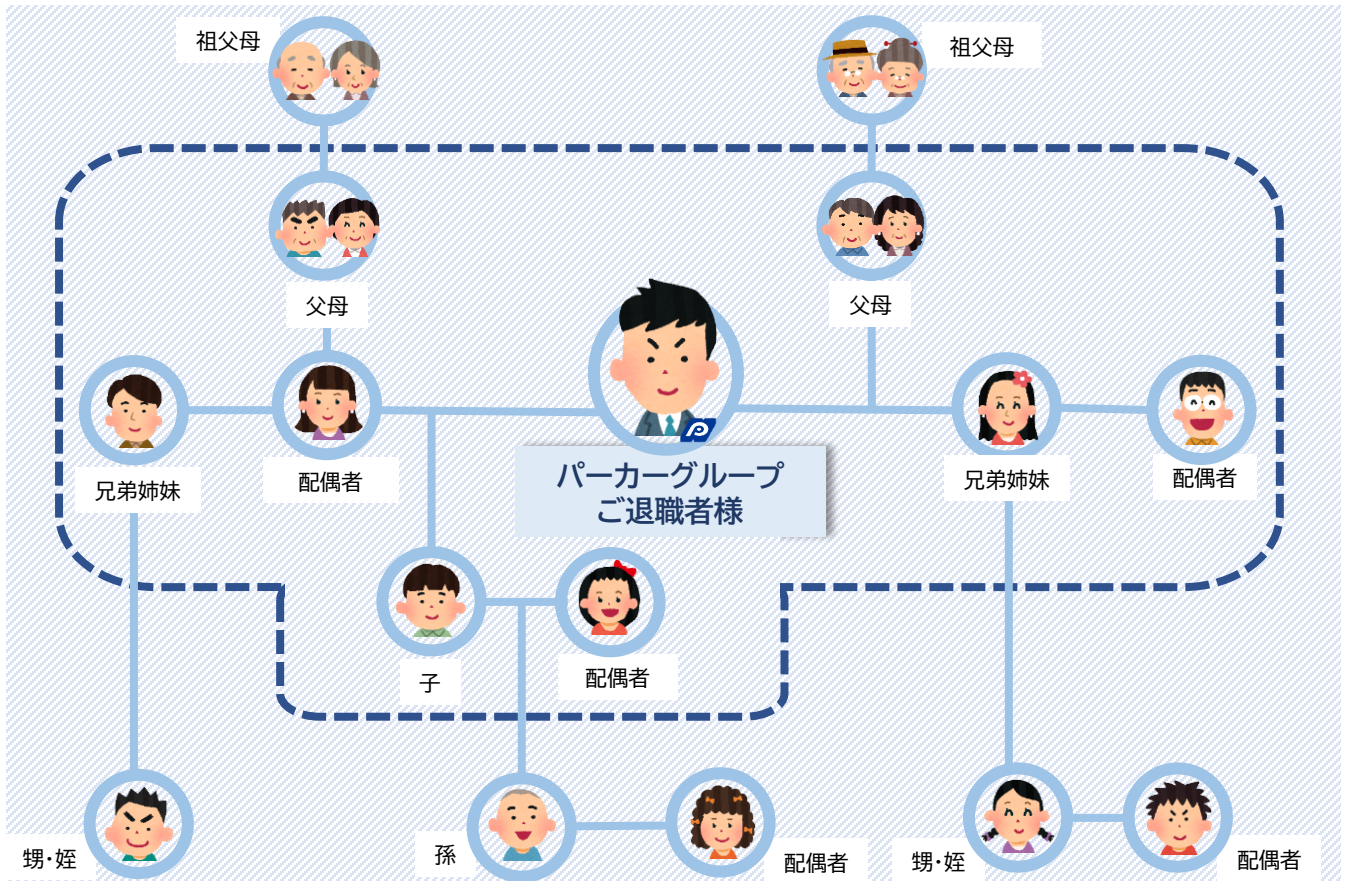 祖父母
祖父母
父母
父母
兄弟姉妹
配偶者
パーカーグループ
ご退職者様
兄弟姉妹
配偶者
子
配偶者
甥・姪
孫
配偶者
甥・姪
配偶者